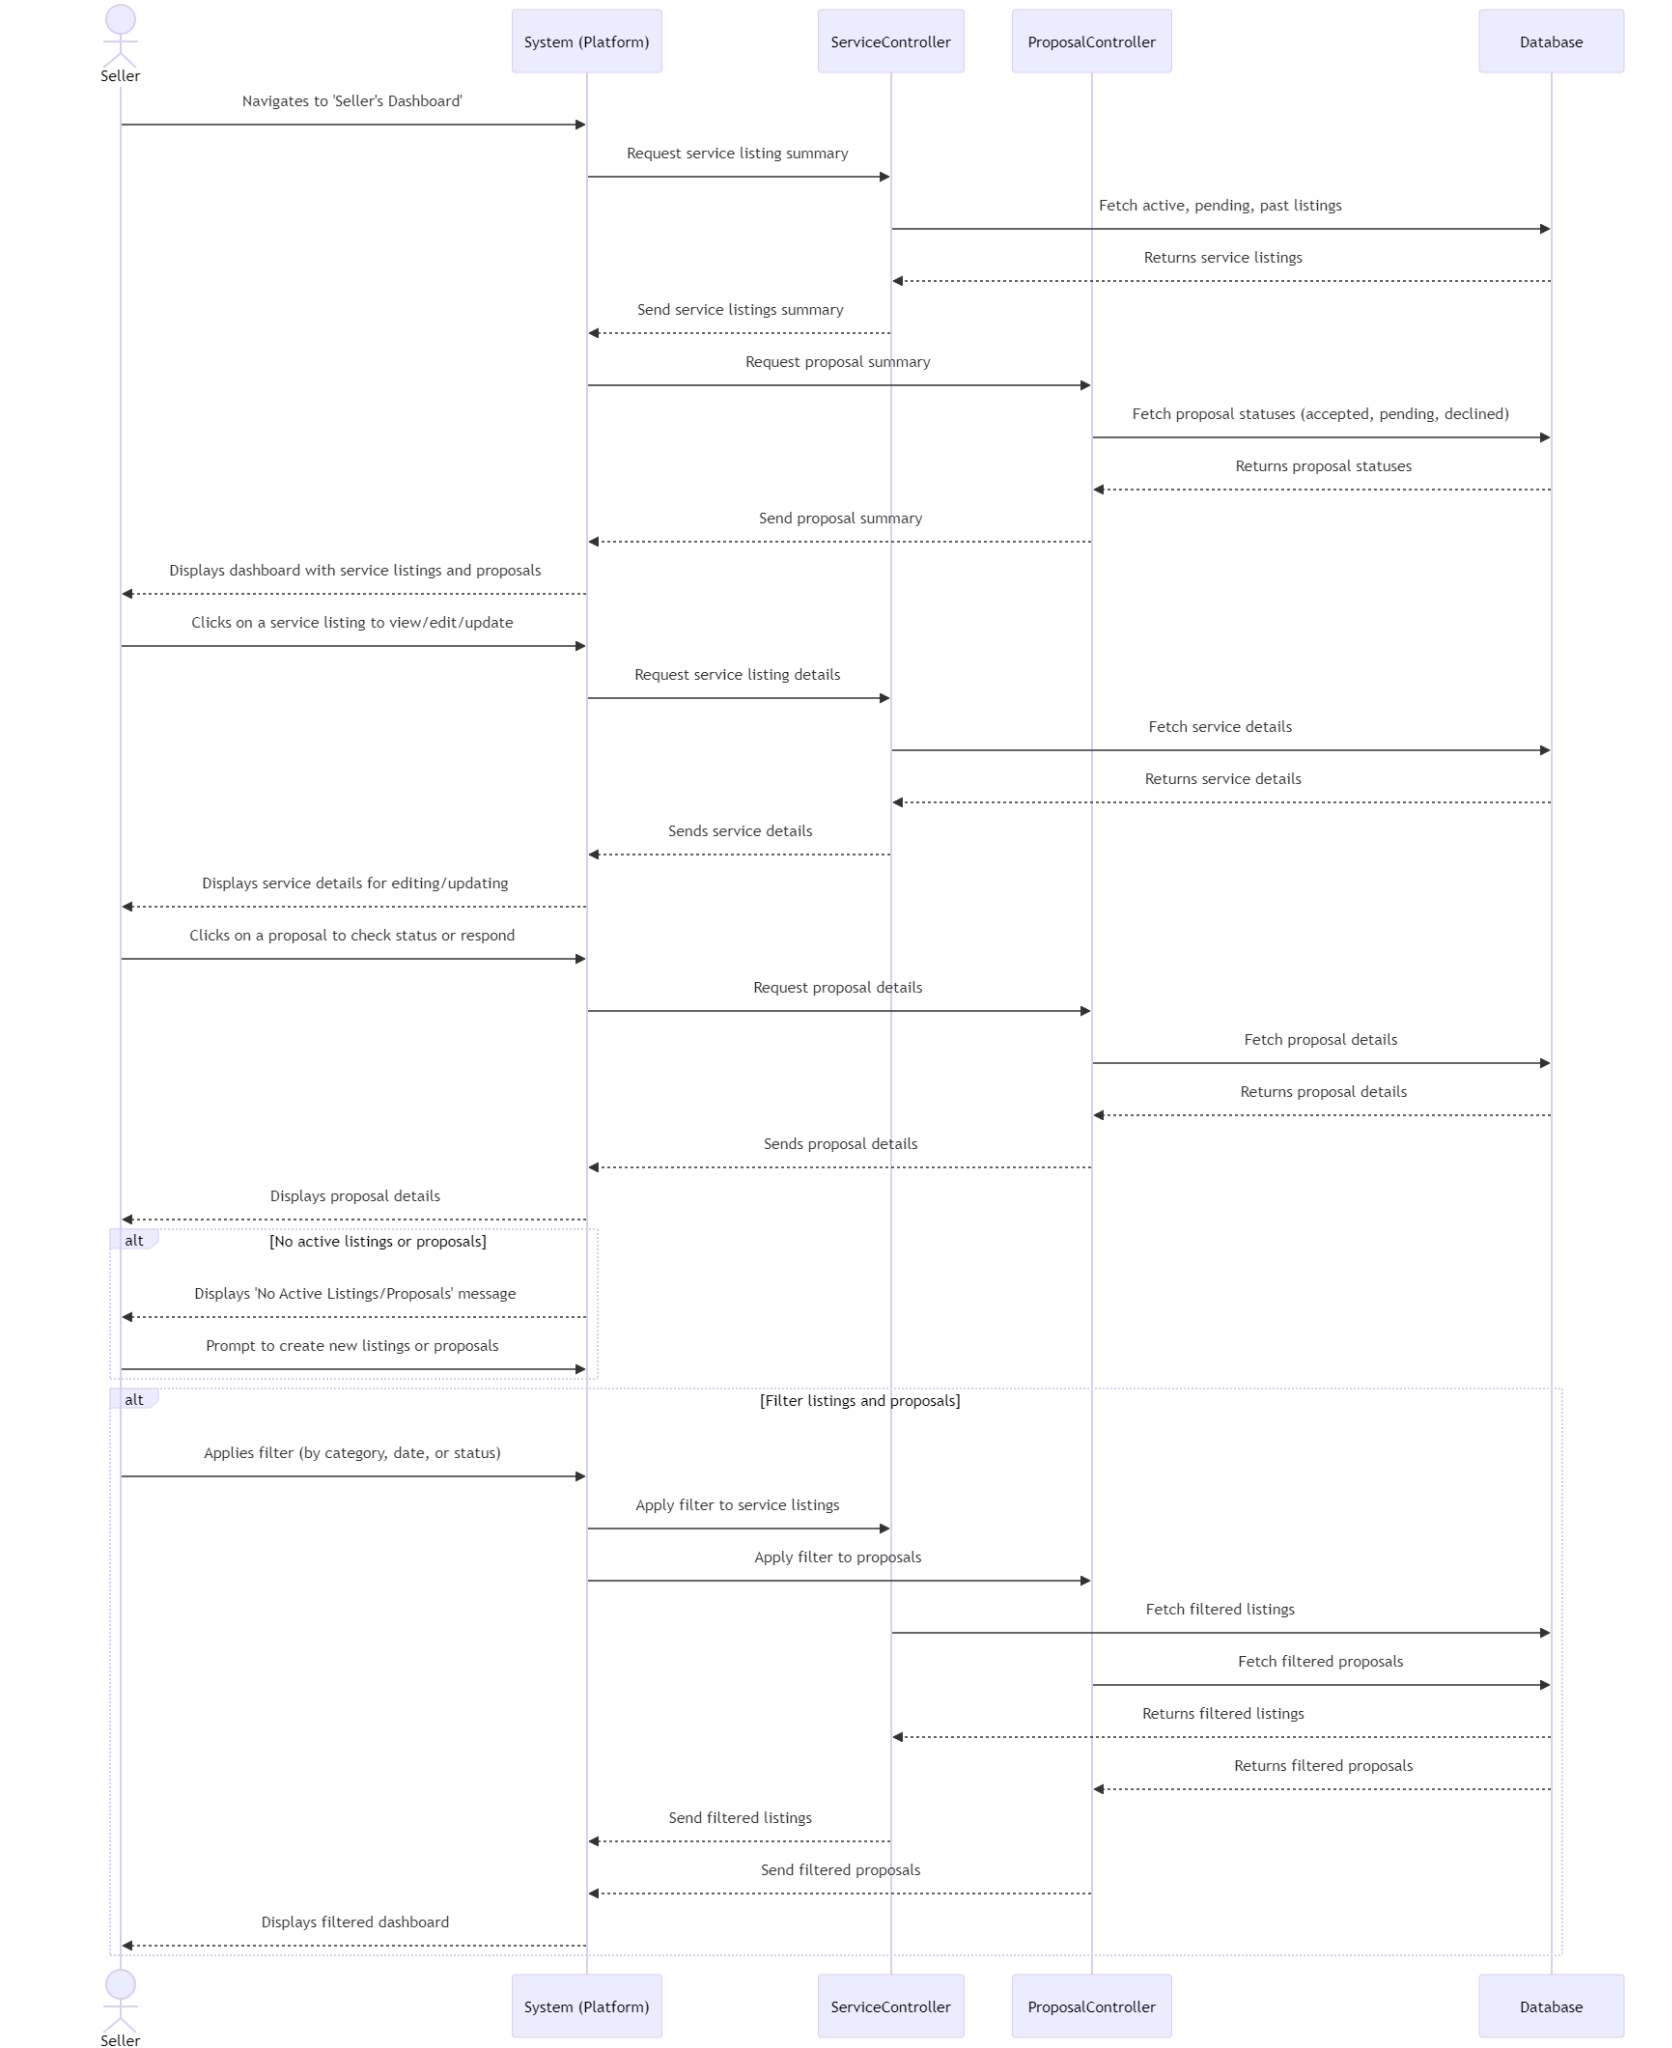 Seller
System (Platform)
ServiceController
ProposalController
Database
Navigates to 'Seller's Dashboard'
Request service listing summary
Fetch active, pending, past listings
Returns service listings
Send service listings summary
Request proposal summary
Fetch proposal statuses (accepted, pending, declined)
Returns proposal statuses
Send proposal summary
Displays dashboard with service listings and proposals
Clicks on a service listing to view/edit/update
Request service listing details
Fetch service details
Returns service details
Sends service details
Displays service details for editing/updating
Clicks on a proposal to check status or respond
Request proposal details
Fetch proposal details
Returns proposal details
Sends proposal details
Displays proposal details
alt
[No active listings or proposals]
Displays 'No Active Listings/Proposals' message
Prompt to create new listings or proposals
alt
[Filter listings and proposals]
Applies filter (by category, date, or status)
Apply filter to service listings
Apply filter to proposals
Fetch filtered listings
Fetch filtered proposals
Returns filtered listings
Returns filtered proposals
Send filtered listings
Send filtered proposals
Displays filtered dashboard
Seller
System (Platform)
ServiceController
ProposalController
Database